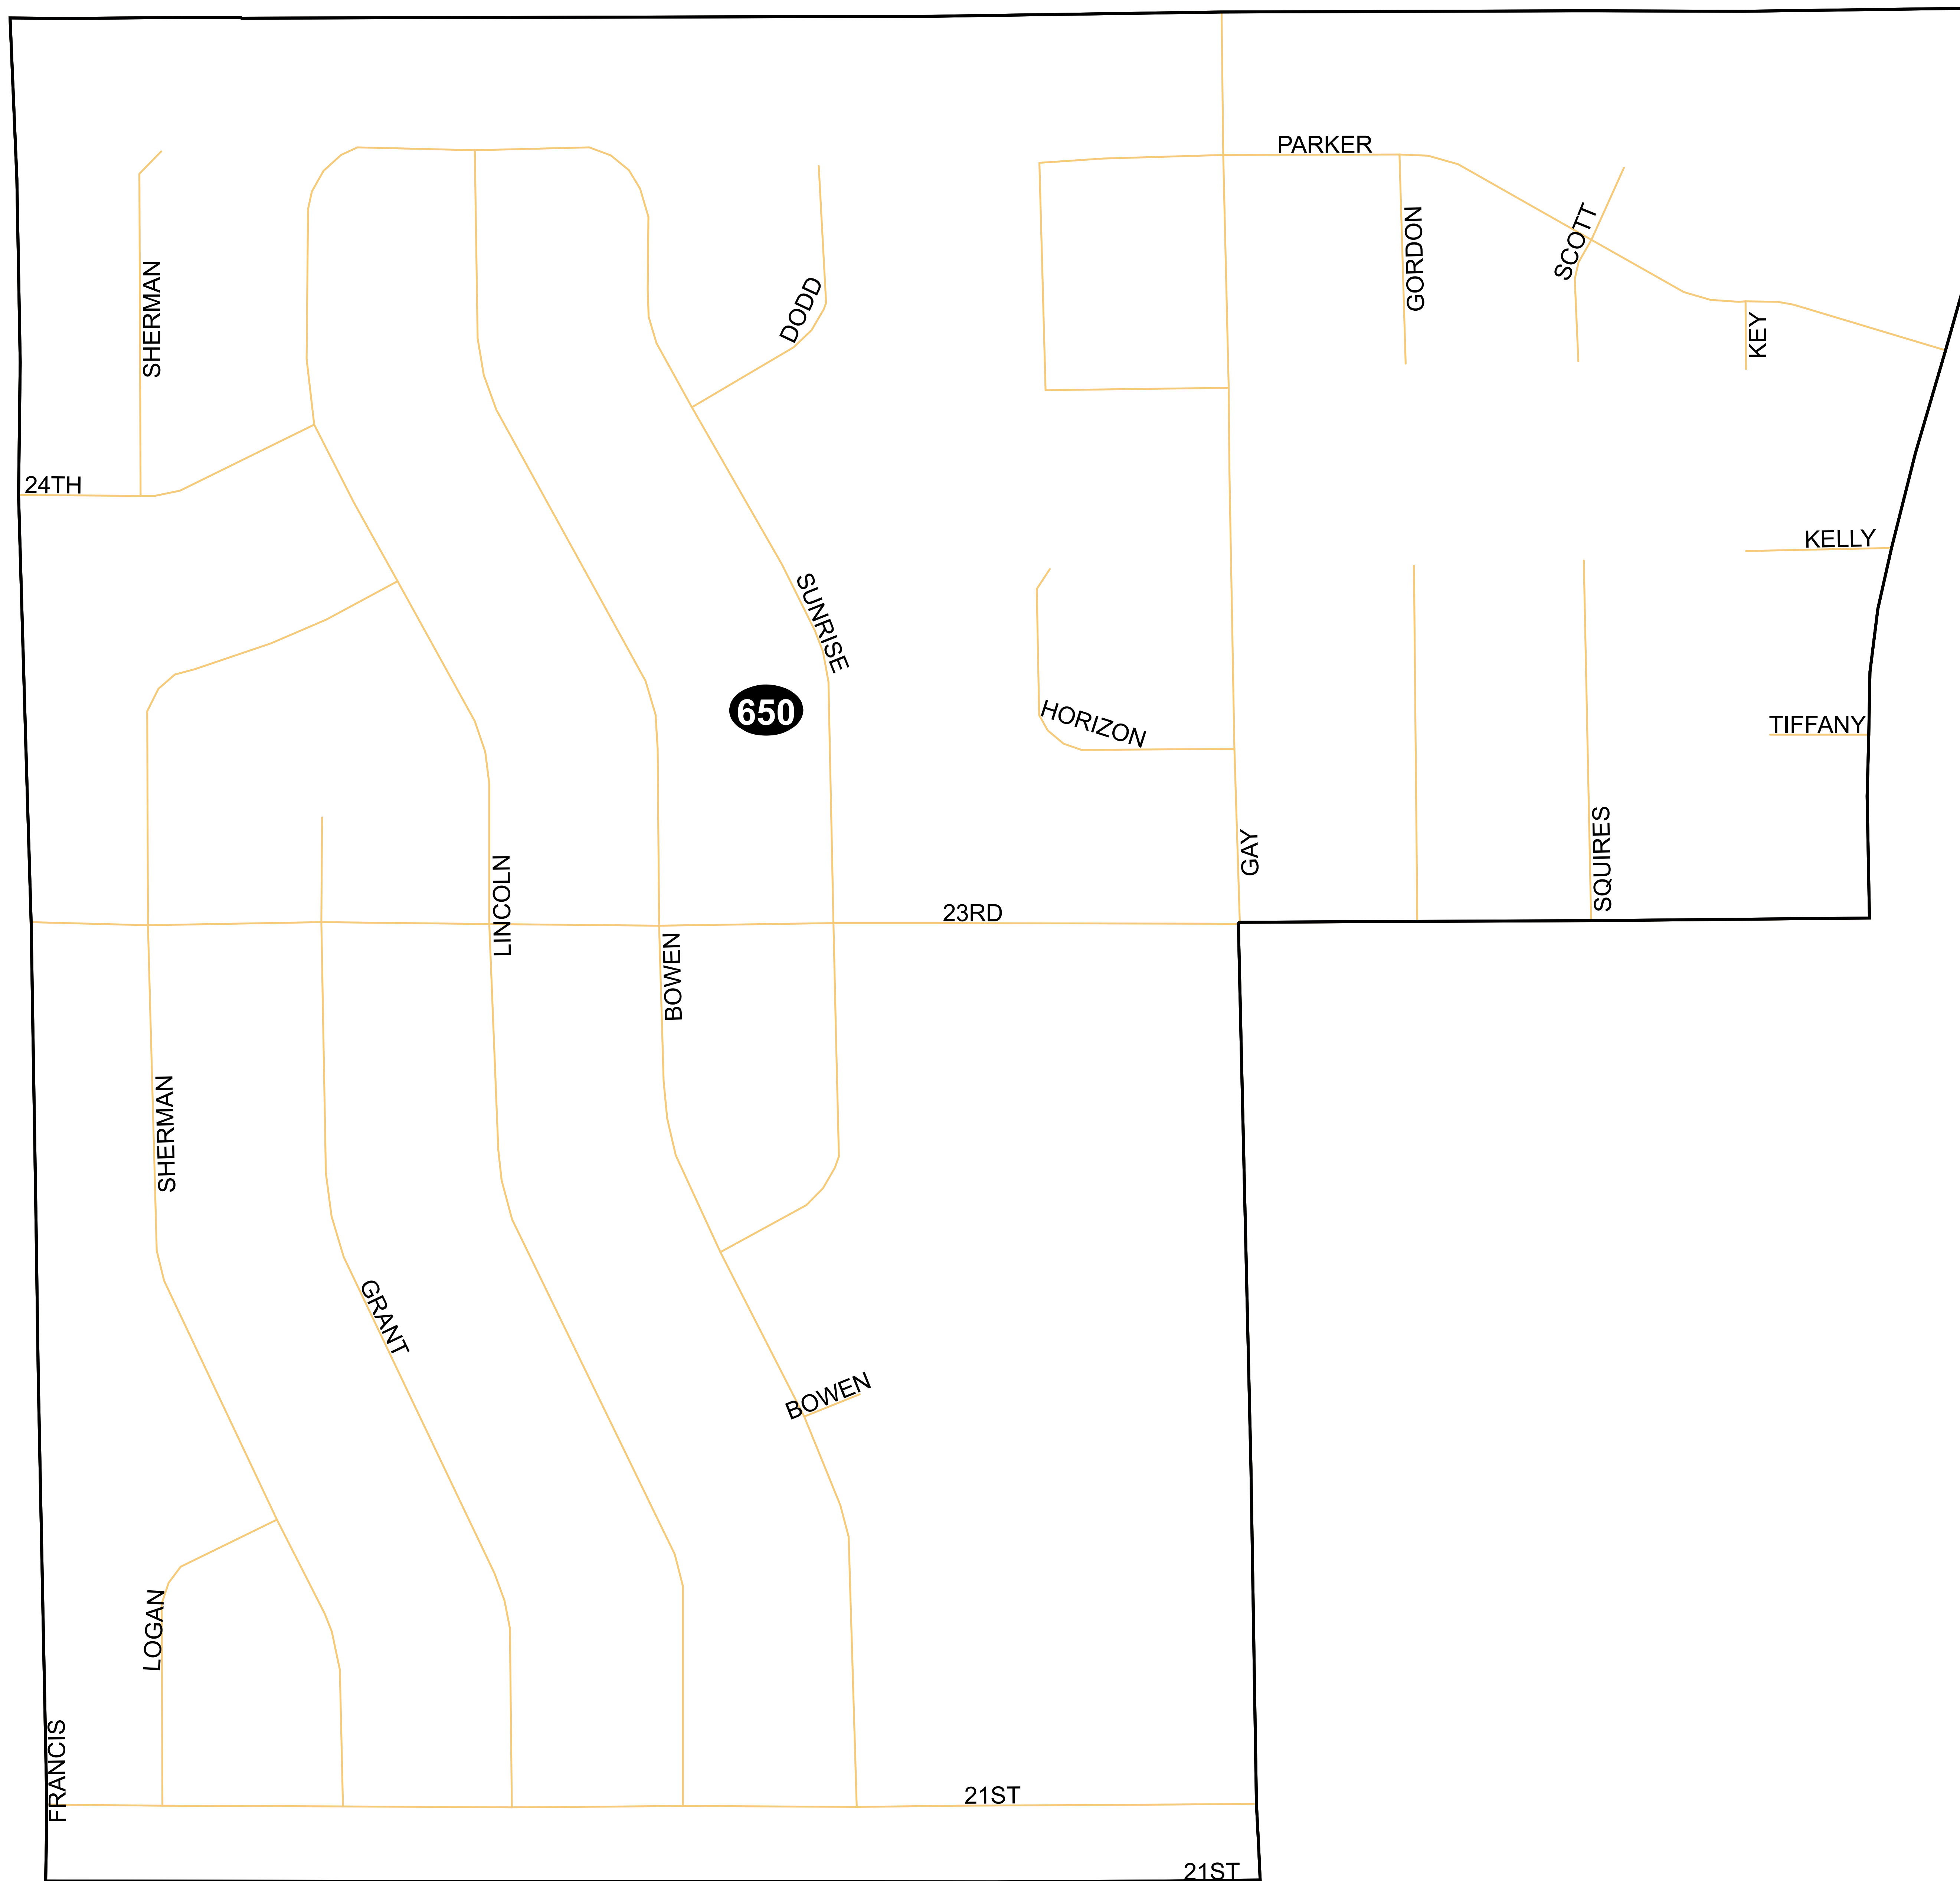 PARKER
GORDON
SCOTT
SHERMAN
DODD
KEY
24TH
KELLY
SUNRISE
650
HORIZON
TIFFANY
GAY
SQUIRES
LINCOLN
23RD
BOWEN
SHERMAN
GRANT
BOWEN
LOGAN
FRANCIS
21ST
21ST